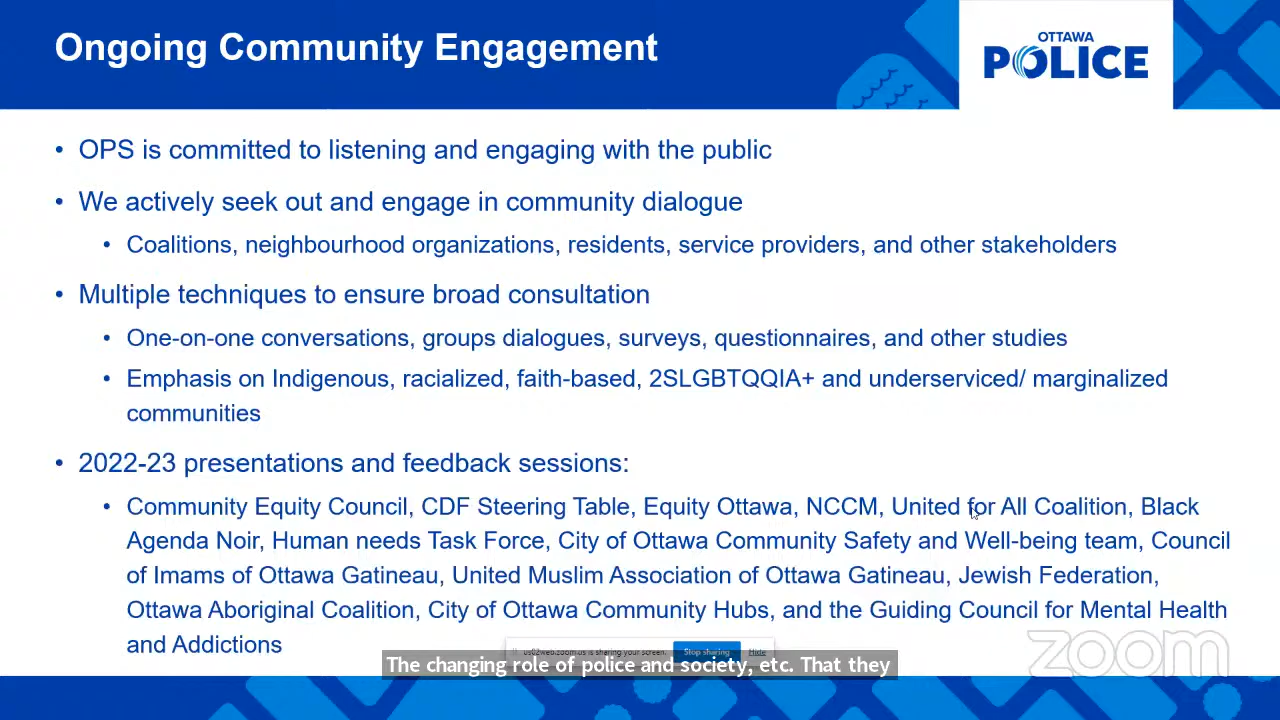 Ongoing Community Engagement
OTTAWA
POLICE
• OPS is committed to listening and engaging with the public
• We actively seek out and engage in community dialogue
• Coalitions, neighbourhood organizations, residents, service providers, and other stakeholders
• Multiple techniques to ensure broad consultation
• One-on-one conversations, groups dialogues, surveys, questionnaires, and other studies
• Emphasis on Indigenous, racialized, faith-based, 2SLGBTQQIA+ and underserviced/ marginalized
communities
• 2022-23 presentations and feedback sessions:
• Community Equity Council, CDF Steering Table, Equity Ottawa, NCCM, United for All Coalition, Black
Agenda Noir, Human needs Task Force, City of Ottawa Community Safety and Well-being team, Council
of Imams of Ottawa Gatineau, United Muslim Association of Ottawa Gatineau, Jewish Federation,
Ottawa Aboriginal Coalition, City of Ottawa Community Hubs, and the Guiding Council for Mental Health
and Addictions
us02web.zoom.us is sharing your screen. Stop sharing Hide
The changing role of police and society, etc. That they
zoom